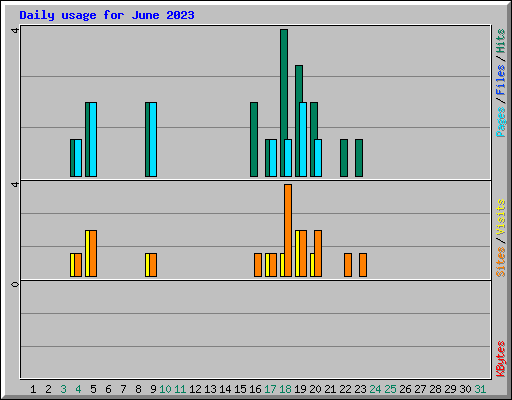 Daily usage for June 2023
4
Pages / Files / Hits
4
Sites / Visits
0
KBytes
1 2 3 4 5 6 7 8 9 10 11 12 13 14 15 16 17 18 19 20 21 22 23 24 25 26 27 28 29 30 31